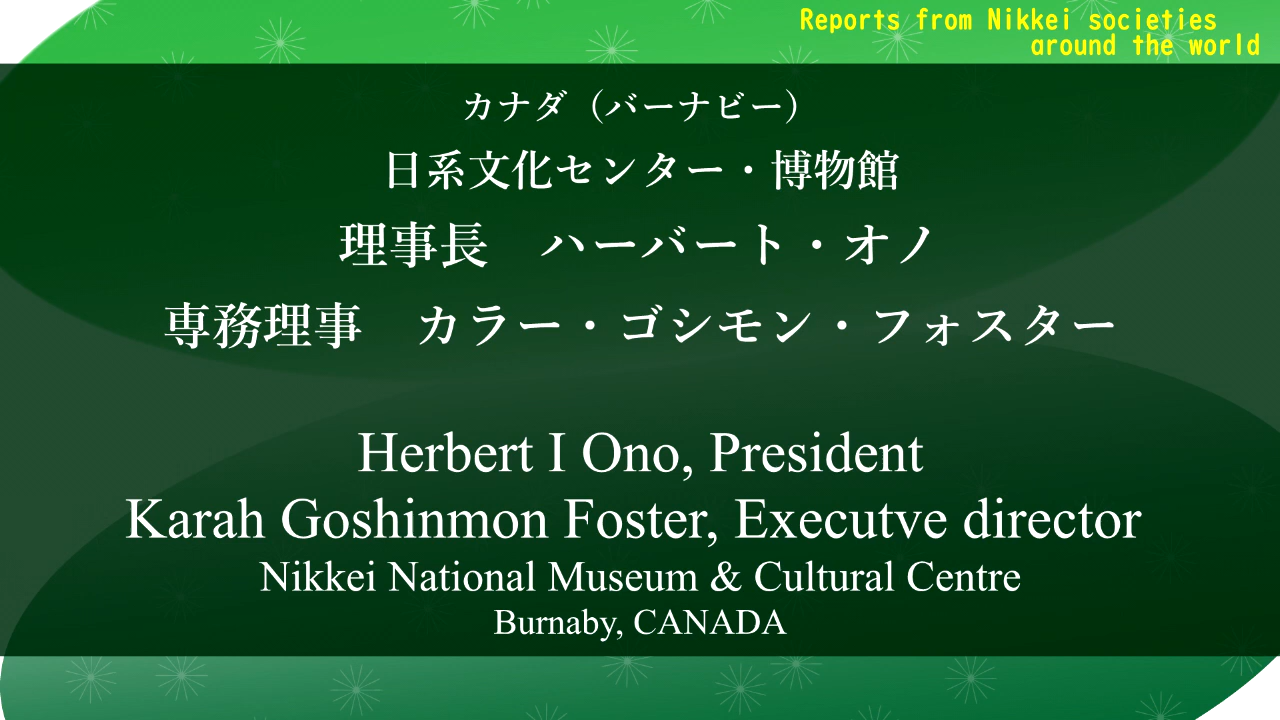 Reports from Nikkei societies
around the world
カナダ（バーナビー）
日系文化センター・博物館
理事長　ハーバート・オノ
専務理事　カラー・ゴシモン・フォスター
Herbert I Ono, President
Karah Goshinmon Foster, Executve director
Nikkei National Museum & Cultural Centre
Burnaby, CANADA